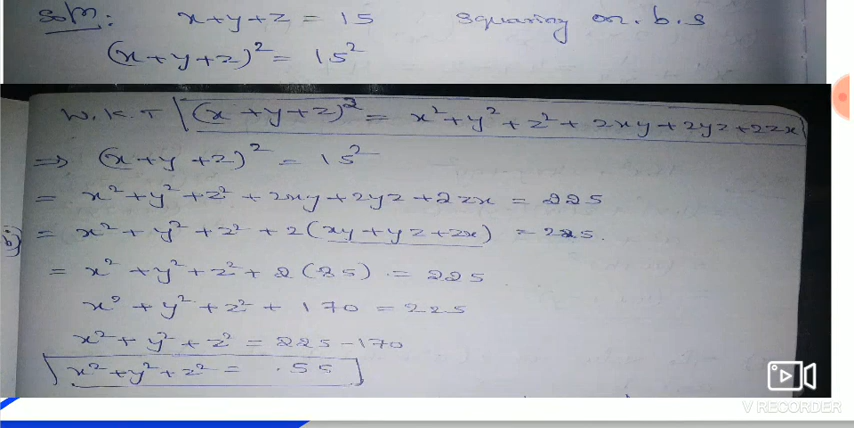 Soln: x+y+z = 15 Squaring on. b.s
(x+y+z)² = 15²
W.K.T (x+y+z)² = x²+y²+z²+2xy+2yz+2zx
⇒ (x+y+z)² = 15²
= x²+y²+z²+2xy+2yz+2zx = 225
b) = x²+y²+z²+2(xy+yz+zx) = 225.
= x²+y²+z²+2(85) = 225
x²+y²+z²+170 = 225
x²+y²+z² = 225-170
x²+y²+z² = 55
V RECORDER